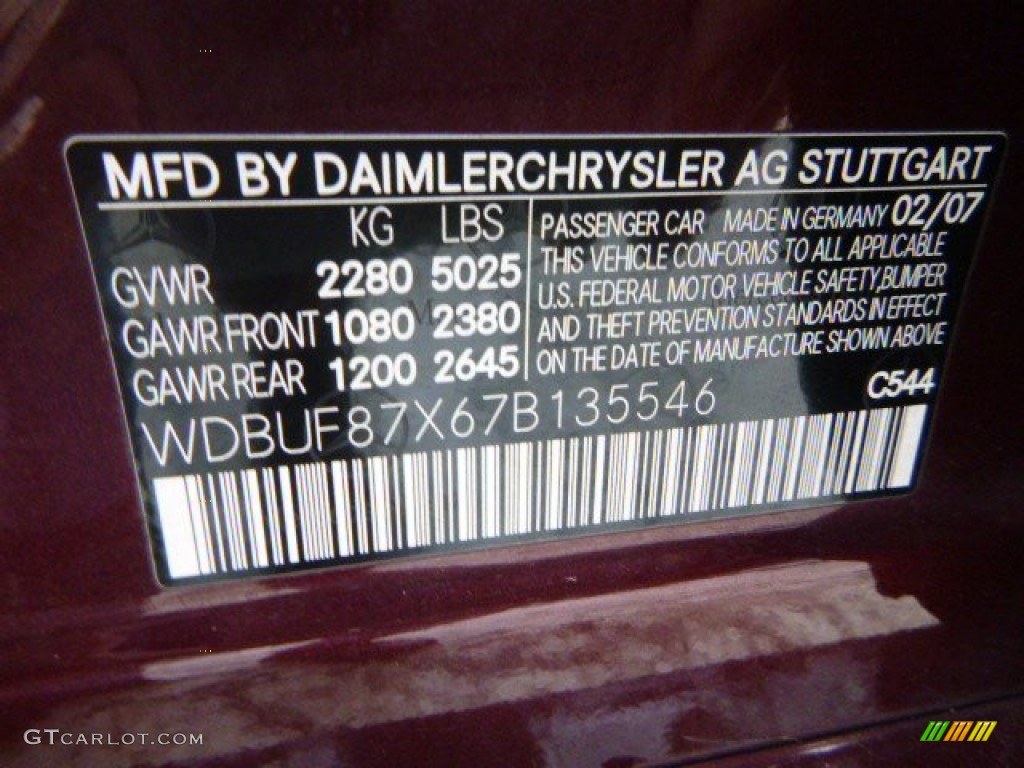 MFD BY DAIMLERCHRYSLER AG STUTTGART
KG LBS
GVWR 2280 5025
GAWR FRONT 1080 2380
GAWR REAR 1200 2645
PASSENGER CAR MADE IN GERMANY 02/07
THIS VEHICLE CONFORMS TO ALL APPLICABLE
U.S. FEDERAL MOTOR VEHICLE SAFETY, BUMPER
AND THEFT PREVENTION STANDARDS IN EFFECT
ON THE DATE OF MANUFACTURE SHOWN ABOVE
C544
WDBUF87X67B135546
GTCARLOT.COM